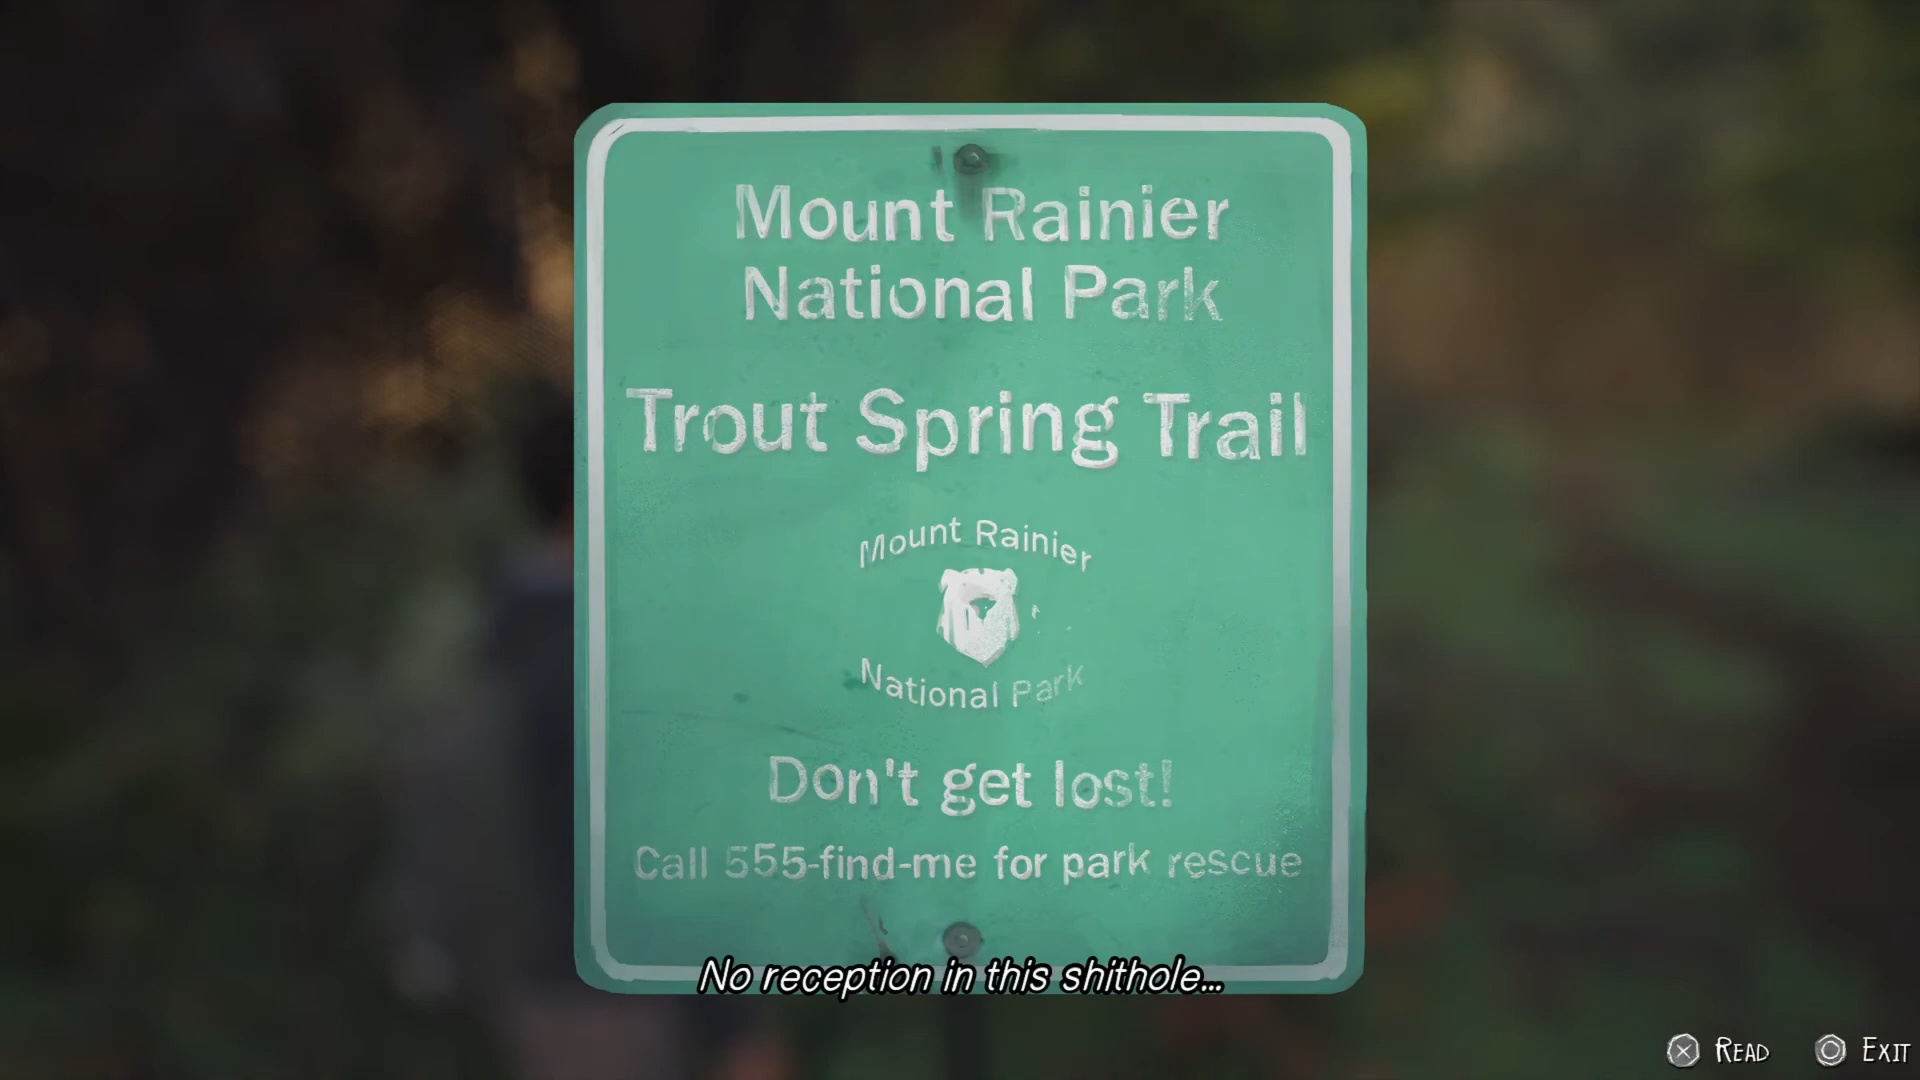 Mount Rainier
National Park
Trout Spring Trail
Mount Rainier
National Park
Don't get lost!
Call 555-find-me for park rescue
No reception in this shithole...
READ
EXIT